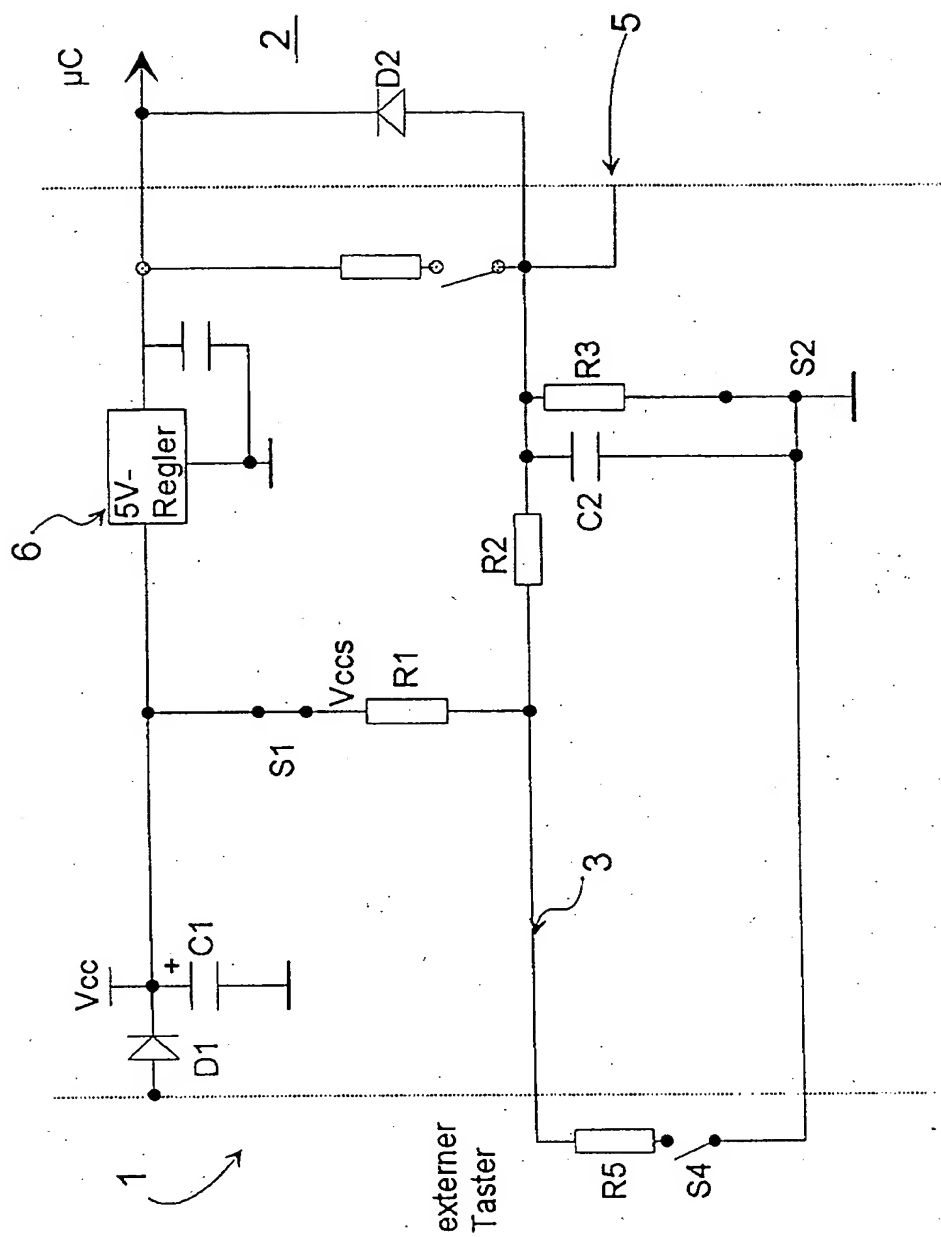 1
externer
Taster
D1
Vcc
+
C1
R5
S4
3
S1
Vccs
R1
R2
C2
R3
S2
6
5V-
Regler
µC
2
D2
5